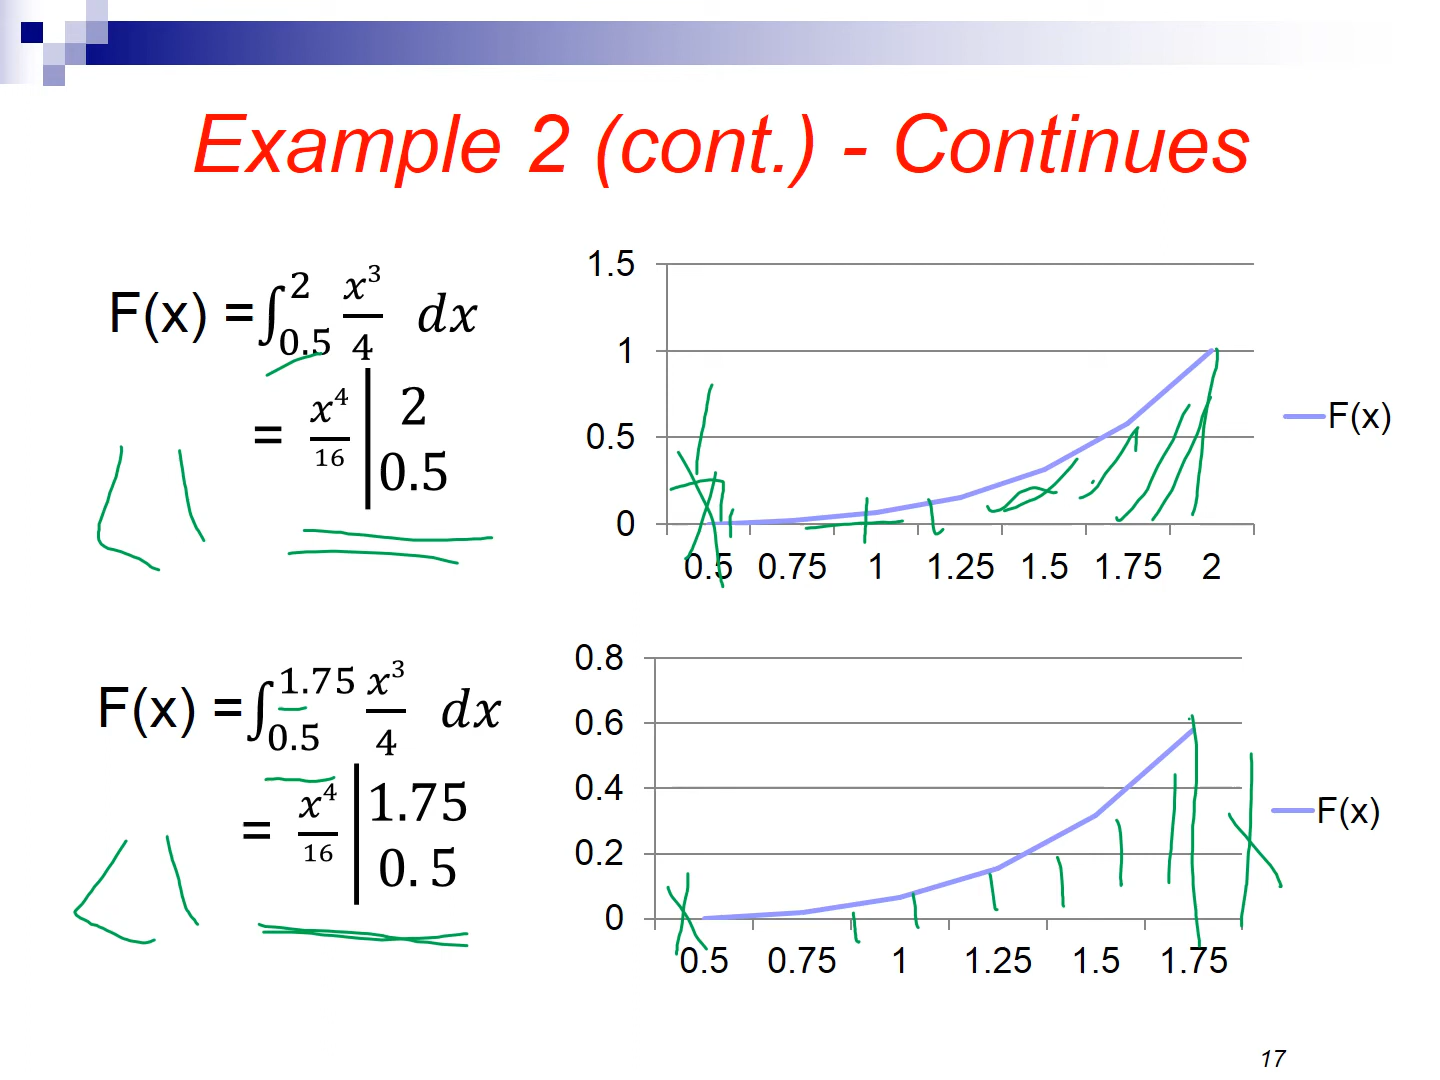 Example 2 (cont.) - Continues
F(x) = ∫_{0.5}^{2} x³/4 dx
= x⁴/16 | 2
0.5
1.5
1
0.5
0
0.5 0.75 1 1.25 1.5 1.75 2
F(x)
F(x) = ∫_{0.5}^{1.75} x³/4 dx
= x⁴/16 | 1.75
0. 5
0.8
0.6
0.4
0.2
0
0.5 0.75 1 1.25 1.5 1.75
F(x)
17